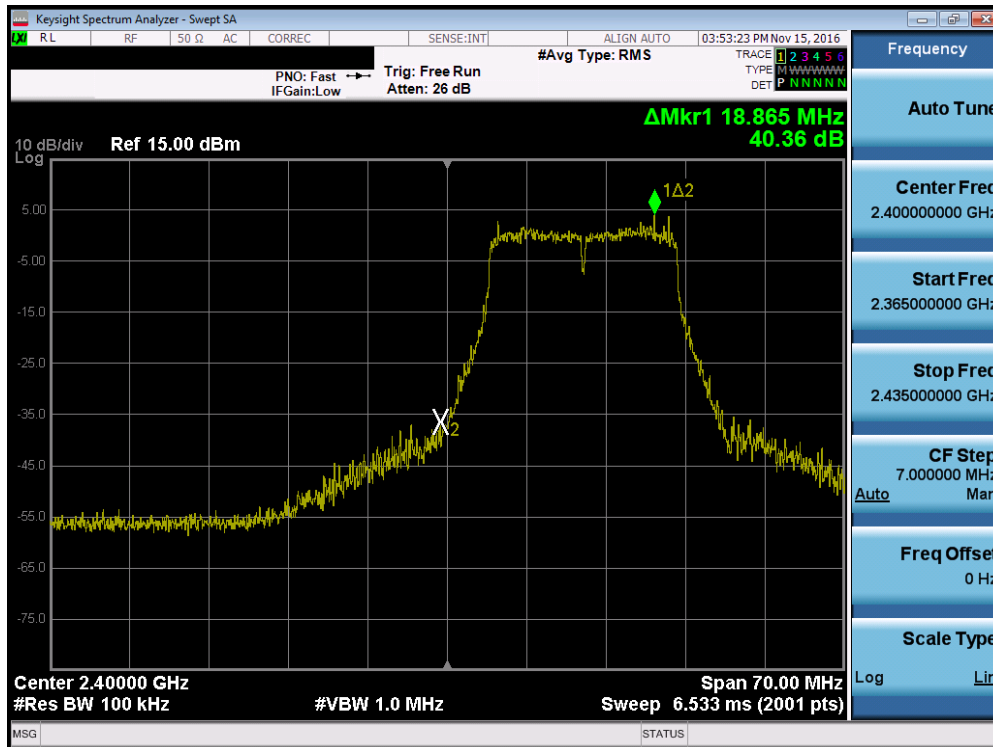 Keysight Spectrum Analyzer - Swept SA
LXI RL RF 50 Ω AC CORREC SENSE:INT ALIGN AUTO 03:53:23 PM Nov 15, 2016
#Avg Type: RMS
TRACE 1 2 3 4 5 6
PNO: Fast Trig: Free Run
TYPE M WWWWW
IFGain:Low Atten: 26 dB
DET P N N N N N
ΔMkr1 18.865 MHz
40.36 dB
10 dB/div Ref 15.00 dBm
Log
1Δ2
5.00
-5.00
-15.0
-25.0
-35.0
2
-45.0
-55.0
-65.0
-75.0
Center 2.40000 GHz Span 70.00 MHz
#Res BW 100 kHz #VBW 1.0 MHz Sweep 6.533 ms (2001 pts)
MSG STATUS
Frequency
Auto Tune
Center Freq
2.400000000 GHz
Start Freq
2.365000000 GHz
Stop Freq
2.435000000 GHz
CF Step
7.000000 MHz
Auto Man
Freq Offset
0 Hz
Scale Type
Log Lin